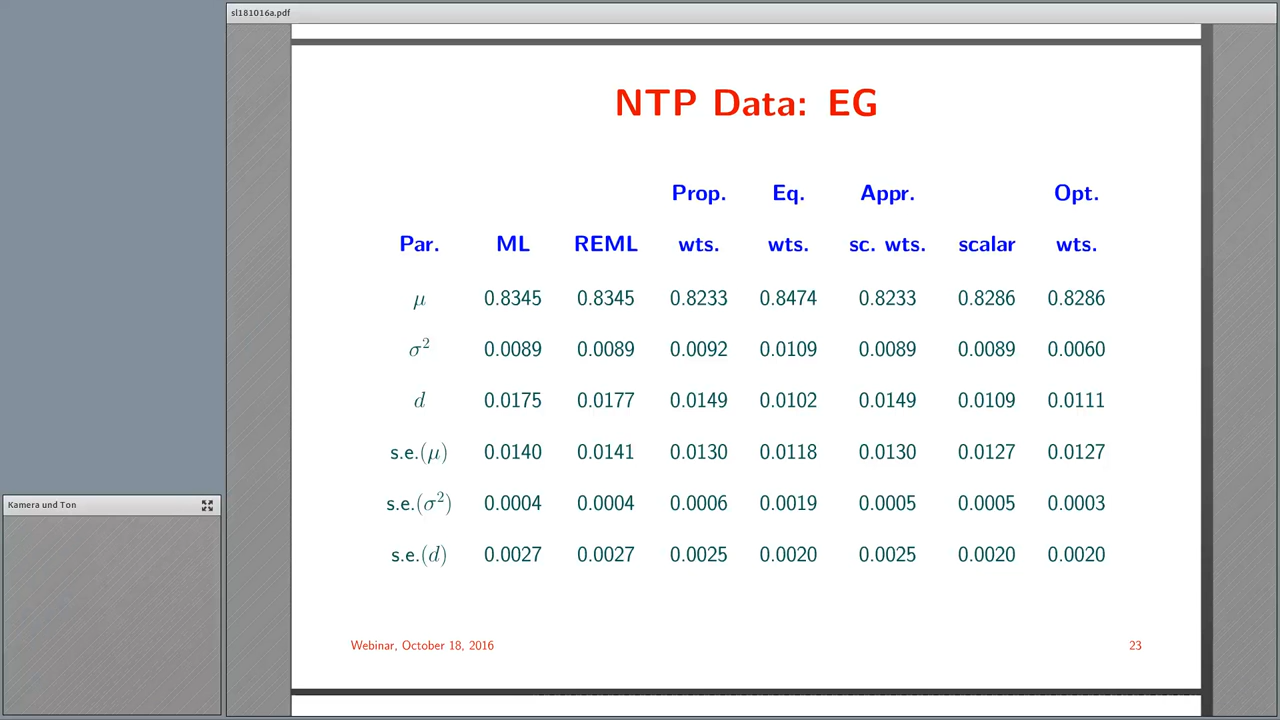 sl181016a.pdf
NTP Data: EG
Prop. Eq. Appr. Opt.
Par. ML REML wts. wts. sc. wts. scalar wts.
μ 0.8345 0.8345 0.8233 0.8474 0.8233 0.8286 0.8286
σ² 0.0089 0.0089 0.0092 0.0109 0.0089 0.0089 0.0060
d 0.0175 0.0177 0.0149 0.0102 0.0149 0.0109 0.0111
s.e.(μ) 0.0140 0.0141 0.0130 0.0118 0.0130 0.0127 0.0127
s.e.(σ²) 0.0004 0.0004 0.0006 0.0019 0.0005 0.0005 0.0003
s.e.(d) 0.0027 0.0027 0.0025 0.0020 0.0025 0.0020 0.0020
Webinar, October 18, 2016 23
Kamera und Ton